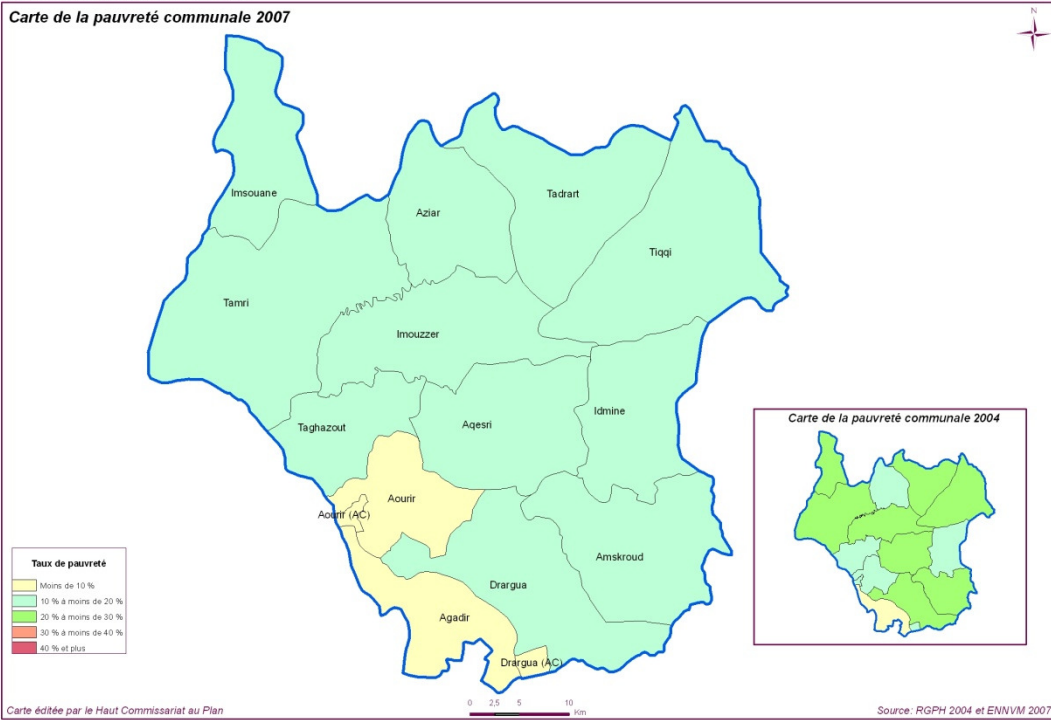 Carte de la pauvreté communale 2007
N
Imsouane
Aziar
Tadrart
Tiqqi
Tamri
Imouzzer
Idmine
Taghazout
Aqesri
Aourir
Aourir (AC)
Amskroud
Drargua
Agadir
Drargua (AC)
Carte de la pauvreté communale 2004
Taux de pauvreté
Moins de 10 %
10 % à moins de 20 %
20 % à moins de 30 %
30 % à moins de 40 %
40 % et plus
0 2,5 5 10
Km
Carte éditée par le Haut Commissariat au Plan
Source: RGPH 2004 et ENNVM 2007